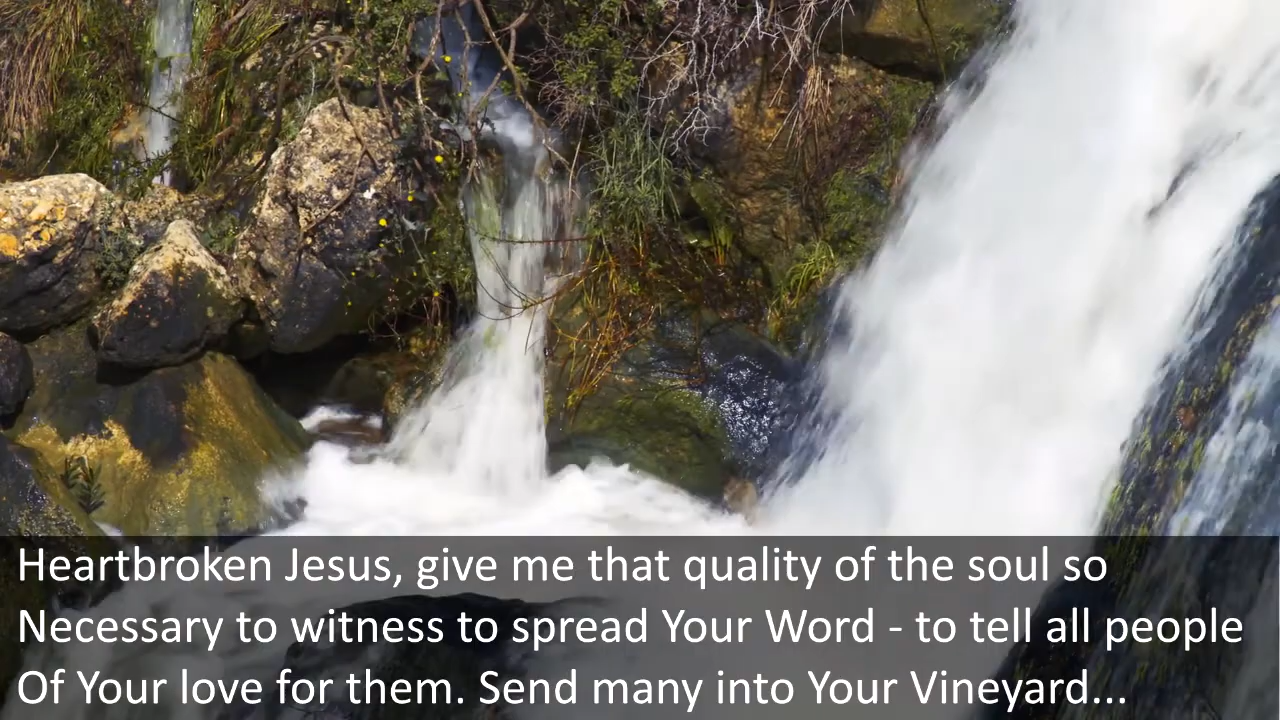 Heartbroken Jesus, give me that quality of the soul so
Necessary to witness to spread Your Word - to tell all people
Of Your love for them. Send many into Your Vineyard...